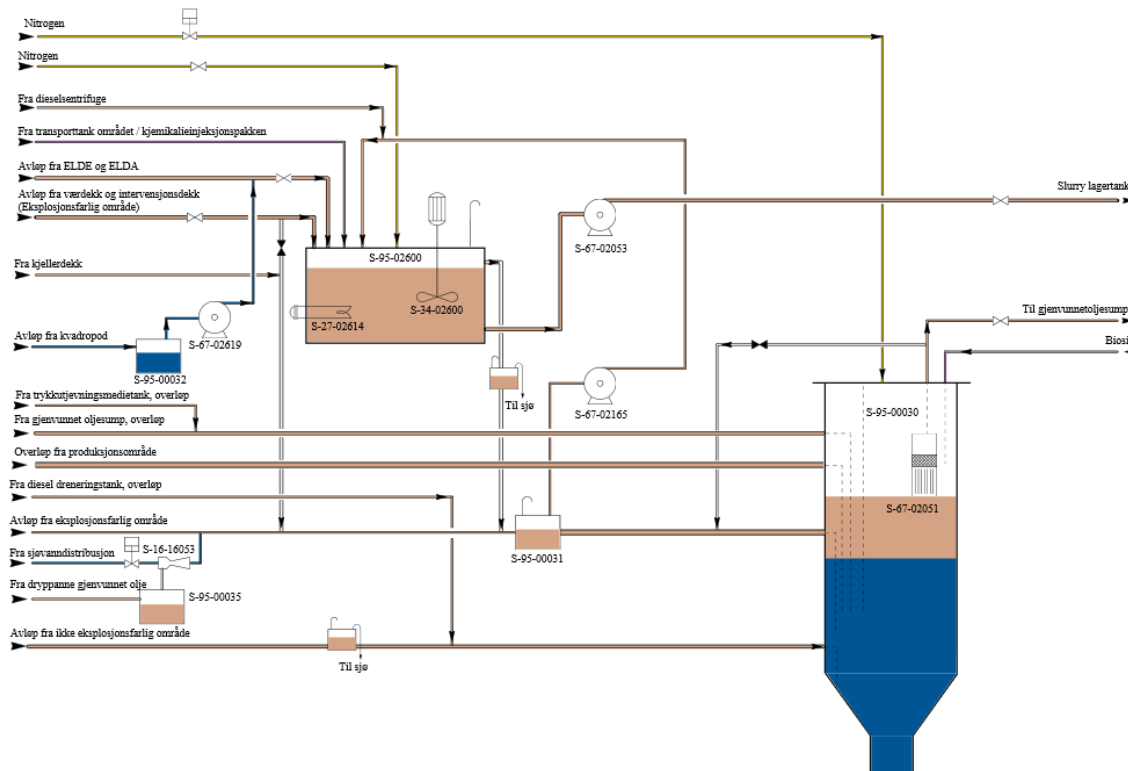 Nitrogen
Nitrogen
Fra dieselsentrifuge
Fra transporttank området / kjemikalieinjeksjonspakken
Avløp fra ELDE og ELDA
Avløp fra værdekk og intervensjonsdekk
(Eksplosjonsfarlig område)
Slurry lagertank
S-67-02053
S-95-02600
Fra kjellerdekk
S-34-02600
S-27-02614
Til gjenvunnetoljesump
Avløp fra kvadropod
S-67-02619
Biosi
S-95-00032
Fra trykkutjevningsmedietank, overløp
Til sjø
S-67-02165
S-95-00030
Fra gjenvunnet oljesump, overløp
Overløp fra produksjonsområde
Fra diesel dreneringstank, overløp
S-67-02051
Avløp fra eksplosjonsfarlig område
S-16-16053
Fra sjøvanndistribusjon
S-95-00031
Fra dryppanne gjenvunnet olje
S-95-00035
Avløp fra ikke eksplosjonsfarlig område
Til sjø